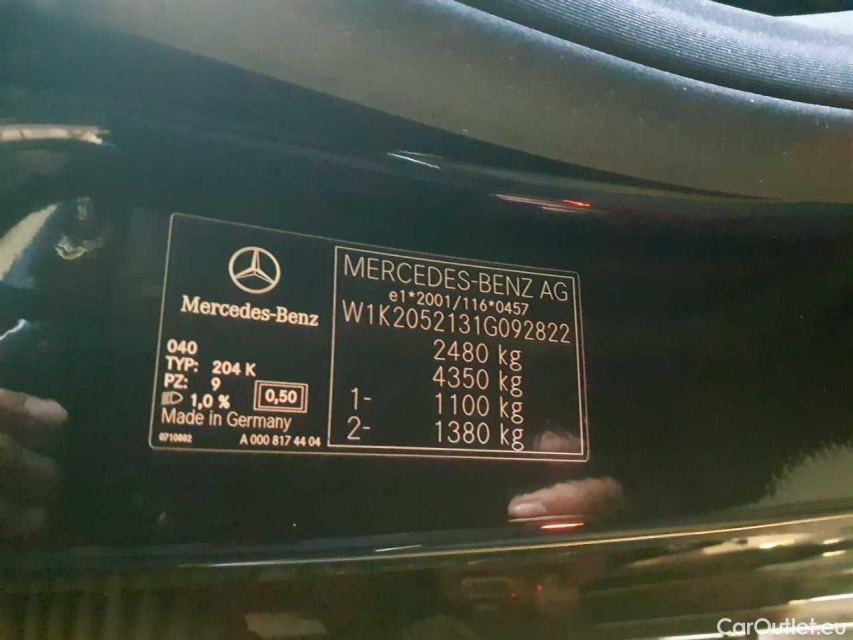 Mercedes-Benz
040
TYP: 204 K
PZ: 9
1,0 % 0,50
Made in Germany
0710882 A 000 817 44 04
MERCEDES-BENZ AG
e1*2001/116*0457
W1K2052131G092822
2480 kg
4350 kg
1- 1100 kg
2- 1380 kg
CarOutlet.eu